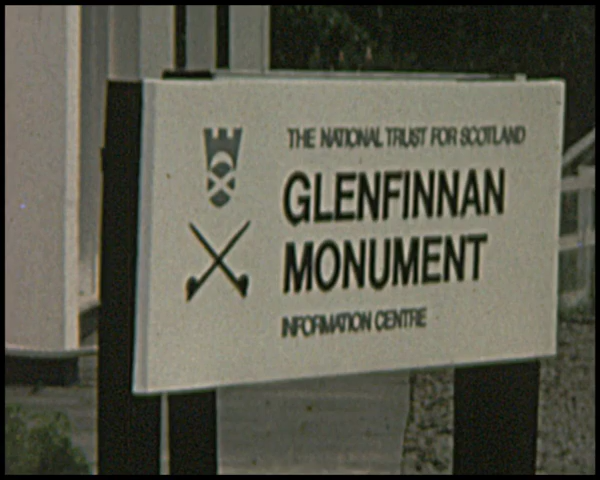 THE NATIONAL TRUST FOR SCOTLAND
GLENFINNAN
MONUMENT
INFORMATION CENTRE